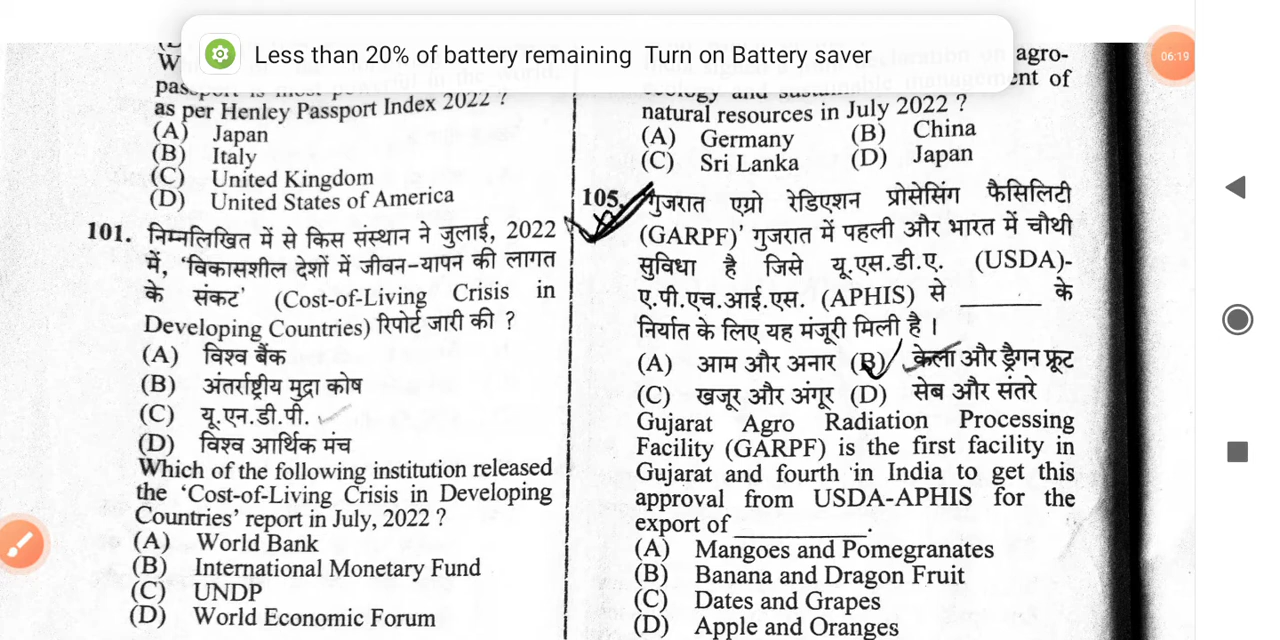 Less than 20% of battery remaining Turn on Battery saver
06:19
W
as per Henley Passport Index 2022 ?
(A) Japan
(B) Italy
(C) United Kingdom
(D) United States of America
101. निम्नलिखित में से किस संस्थान ने जुलाई, 2022
में, 'विकासशील देशों में जीवन-यापन की लागत
के संकट' (Cost-of-Living Crisis in
Developing Countries) रिपोर्ट जारी की ?
(A) विश्व बैंक
(B) अंतर्राष्ट्रीय मुद्रा कोष
(C) यू.एन.डी.पी.
(D) विश्व आर्थिक मंच
Which of the following institution released
the 'Cost-of-Living Crisis in Developing
Countries' report in July, 2022 ?
(A) World Bank
(B) International Monetary Fund
(C) UNDP
(D) World Economic Forum
agro-
ecology and management of
natural resources in July 2022 ?
(A) Germany (B) China
(C) Sri Lanka (D) Japan
105. गुजरात एग्रो रेडिएशन प्रोसेसिंग फैसिलिटी
(GARPF)' गुजरात में पहली और भारत में चौथी
सुविधा है जिसे यू.एस.डी.ए. (USDA)-
ए.पी.एच.आई.एस. (APHIS) से ______ के
निर्यात के लिए यह मंजूरी मिली है ।
(A) आम और अनार (B) केला और ड्रैगन फ्रूट
(C) खजूर और अंगूर (D) सेब और संतरे
Gujarat Agro Radiation Processing
Facility (GARPF) is the first facility in
Gujarat and fourth in India to get this
approval from USDA-APHIS for the
export of __________.
(A) Mangoes and Pomegranates
(B) Banana and Dragon Fruit
(C) Dates and Grapes
(D) Apple and Oranges